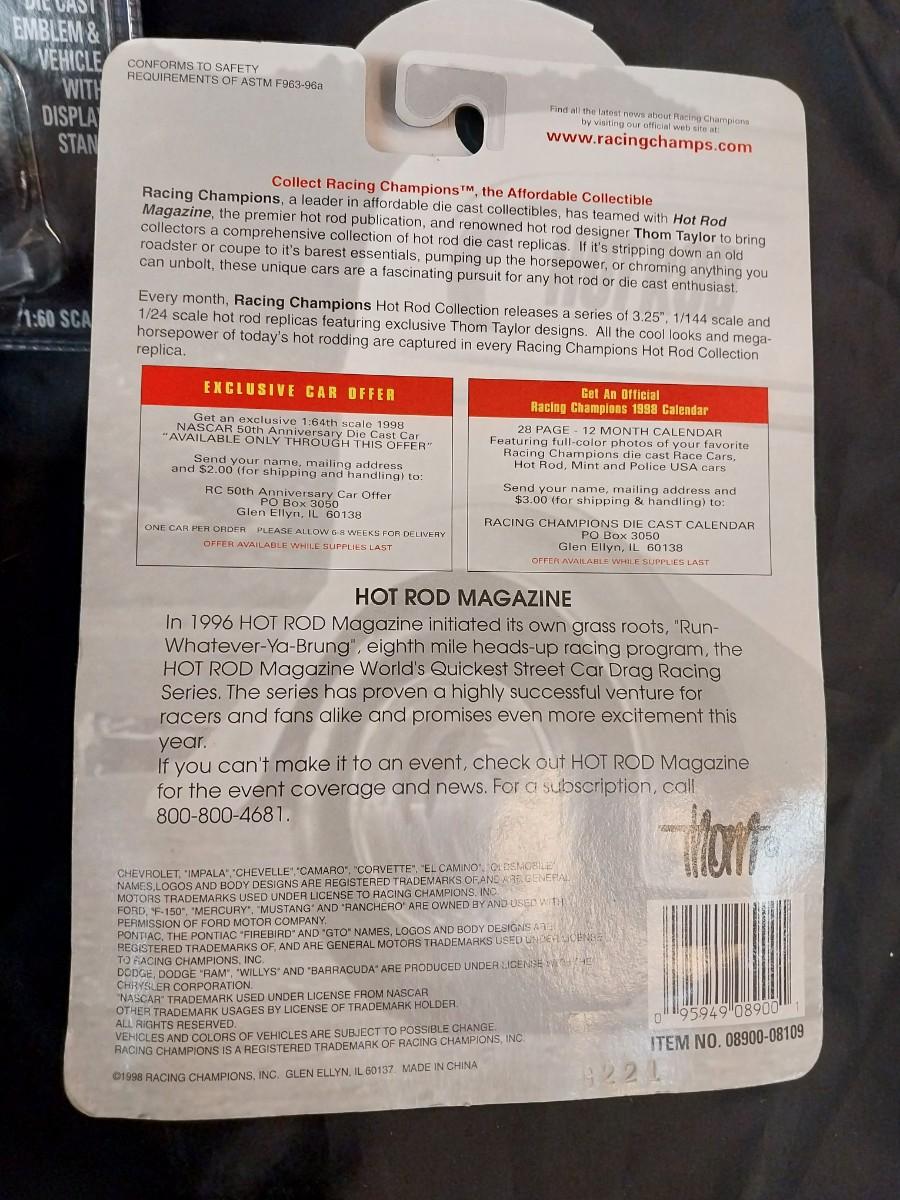 DIE CAST
EMBLEM &
VEHICLE
WITH
DISPLA
STAN
1:60 SCA
CONFORMS TO SAFETY
REQUIREMENTS OF ASTM F963-96a
Find all the latest news about Racing Champions
by visiting our official web site at:
www.racingchamps.com
Collect Racing Champions™, the Affordable Collectible
Racing Champions, a leader in affordable die cast collectibles, has teamed with Hot Rod
Magazine, the premier hot rod publication, and renowned hot rod designer Thom Taylor to bring
collectors a comprehensive collection of hot rod die cast replicas. If it's stripping down an old
roadster or coupe to it's barest essentials, pumping up the horsepower, or chroming anything you
can unbolt, these unique cars are a fascinating pursuit for any hot rod or die cast enthusiast.
Every month, Racing Champions Hot Rod Collection releases a series of 3.25", 1/144 scale and
1/24 scale hot rod replicas featuring exclusive Thom Taylor designs. All the cool looks and mega-
horsepower of today's hot rodding are captured in every Racing Champions Hot Rod Collection
replica.
EXCLUSIVE CAR OFFER
Get an exclusive 1:64th scale 1998
NASCAR 50th Anniversary Die Cast Car
"AVAILABLE ONLY THROUGH THIS OFFER"
Send your name, mailing address
and $2.00 (for shipping and handling) to:
RC 50th Anniversary Car Offer
PO Box 3050
Glen Ellyn, IL 60138
ONE CAR PER ORDER PLEASE ALLOW 6-8 WEEKS FOR DELIVERY
OFFER AVAILABLE WHILE SUPPLIES LAST
Get An Official
Racing Champions 1998 Calendar
28 PAGE - 12 MONTH CALENDAR
Featuring full-color photos of your favorite
Racing Champions die cast Race Cars,
Hot Rod, Mint and Police USA cars
Send your name, mailing address and
$3.00 (for shipping & handling) to:
RACING CHAMPIONS DIE CAST CALENDAR
PO Box 3050
Glen Ellyn, IL 60138
OFFER AVAILABLE WHILE SUPPLIES LAST
HOT ROD MAGAZINE
In 1996 HOT ROD Magazine initiated its own grass roots, "Run-
Whatever-Ya-Brung", eighth mile heads-up racing program, the
HOT ROD Magazine World's Quickest Street Car Drag Racing
Series. The series has proven a highly successful venture for
racers and fans alike and promises even more excitement this
year.
If you can't make it to an event, check out HOT ROD Magazine
for the event coverage and news. For a subscription, call
800-800-4681.
Thom
CHEVROLET, "IMPALA","CHEVELLE","CAMARO", "CORVETTE", "EL CAMINO", "OLDSMOBILE"
NAMES,LOGOS AND BODY DESIGNS ARE REGISTERED TRADEMARKS OF,AND ARE GENERAL
MOTORS TRADEMARKS USED UNDER LICENSE TO RACING CHAMPIONS, INC.
FORD, "F-150", "MERCURY", "MUSTANG" AND "RANCHERO" ARE OWNED BY AND USED WITH
PERMISSION OF FORD MOTOR COMPANY.
PONTIAC, THE PONTIAC "FIREBIRD" AND "GTO" NAMES, LOGOS AND BODY DESIGNS ARE
REGISTERED TRADEMARKS OF, AND ARE GENERAL MOTORS TRADEMARKS USED UNDER LICENSE
TO RACING CHAMPIONS, INC.
DODGE, DODGE "RAM", "WILLYS" AND "BARRACUDA" ARE PRODUCED UNDER LICENSE WITH THE
CHRYSLER CORPORATION.
"NASCAR" TRADEMARK USED UNDER LICENSE FROM NASCAR
OTHER TRADEMARK USAGES BY LICENSE OF TRADEMARK HOLDER.
ALL RIGHTS RESERVED.
VEHICLES AND COLORS OF VEHICLES ARE SUBJECT TO POSSIBLE CHANGE.
RACING CHAMPIONS IS A REGISTERED TRADEMARK OF RACING CHAMPIONS, INC.
©1998 RACING CHAMPIONS, INC. GLEN ELLYN, IL 60137 MADE IN CHINA
0 95949 08900 1
ITEM NO. 08900-08109